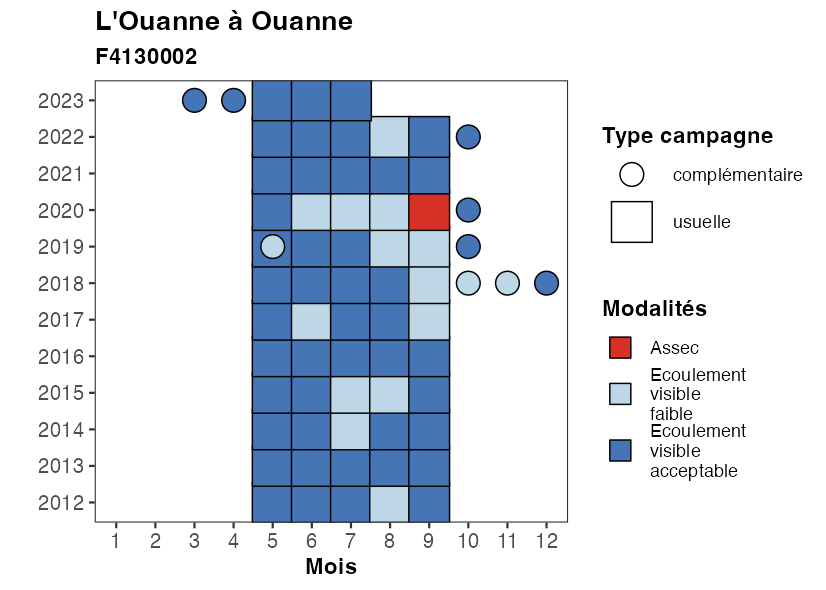 L'Ouanne à Ouanne
F4130002
2023
2022
2021
2020
2019
2018
2017
2016
2015
2014
2013
2012
1 2 3 4 5 6 7 8 9 10 11 12
Mois
Type campagne
complémentaire
usuelle
Modalités
Assec
Ecoulement
visible
faible
Ecoulement
visible
acceptable